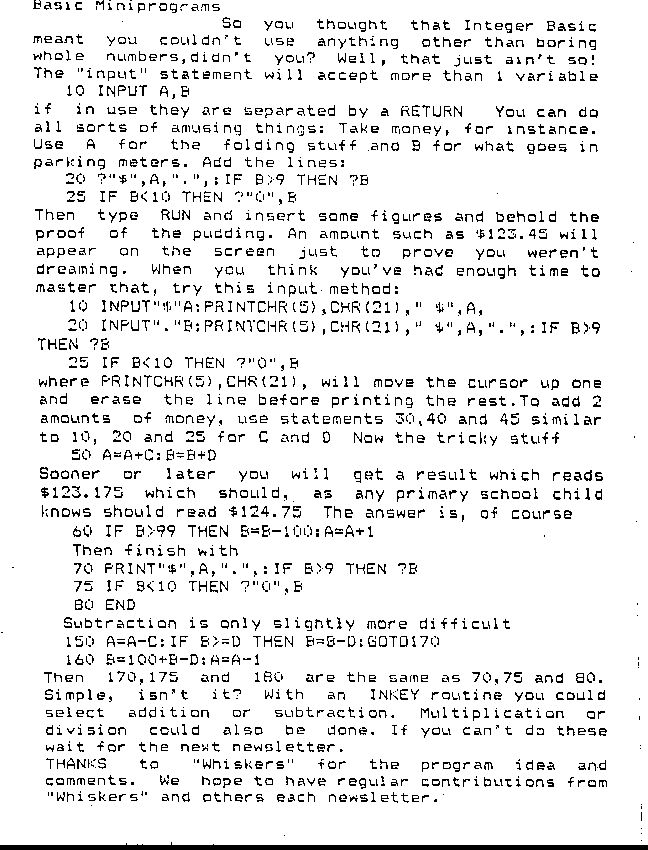 Basic Miniprograms
So you thought that Integer Basic
meant you couldn't use anything other than boring
whole numbers,didn't you? Well, that just ain't so!
The "input" statement will accept more than 1 variable
10 INPUT A,B
if in use they are separated by a RETURN You can do
all sorts of amusing things: Take money, for instance.
Use A for the folding stuff and B for what goes in
parking meters. Add the lines:
20 ?"$",A,".",:IF B>9 THEN ?B
25 IF B<10 THEN ?"0",B
Then type RUN and insert some figures and behold the
proof of the pudding. An amount such as $123.45 will
appear on the screen just to prove you weren't
dreaming. When you think you've had enough time to
master that, try this input method:
10 INPUT"$"A:PRINTCHR(5),CHR(21)," $",A,
20 INPUT"."B:PRINTCHR(5),CHR(21)," $",A,".",:IF B>9
THEN ?B
25 IF B<10 THEN ?"0",B
where PRINTCHR(5),CHR(21), will move the cursor up one
and erase the line before printing the rest.To add 2
amounts of money, use statements 30,40 and 45 similar
to 10, 20 and 25 for C and D Now the tricky stuff
50 A=A+C:B=B+D
Sooner or later you will get a result which reads
$123.175 which should, as any primary school child
knows should read $124.75 The answer is, of course
60 IF B>99 THEN B=B-100:A=A+1
Then finish with
70 PRINT"$",A,".",:IF B>9 THEN ?B
75 IF B<10 THEN ?"0",B
80 END
Subtraction is only slightly more difficult
150 A=A-C:IF B>=D THEN B=B-D:GOTO170
160 B=100+B-D:A=A-1
Then 170,175 and 180 are the same as 70,75 and 80.
Simple, isn't it? With an INKEY routine you could
select addition or subtraction. Multiplication or
division could also be done. If you can't do these
wait for the next newsletter.
THANKS to "Whiskers" for the program idea and
comments. We hope to have regular contributions from
"Whiskers" and others each newsletter.